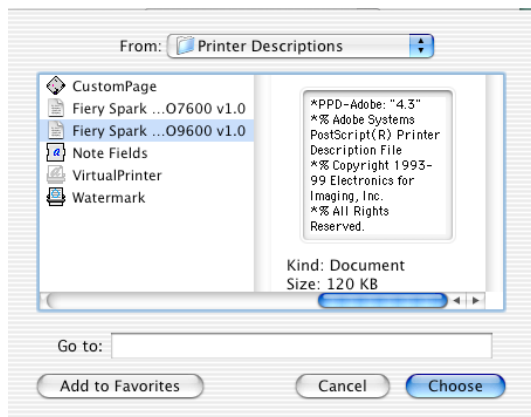 From: Printer Descriptions
CustomPage
Fiery Spark ...O7600 v1.0
Fiery Spark ...O9600 v1.0
Note Fields
VirtualPrinter
Watermark
*PPD-Adobe: "4.3"
*% Adobe Systems
PostScript(R) Printer
Description File
*% Copyright 1993-
99 Electronics for
Imaging, Inc.
*% All Rights
Reserved.
Kind: Document
Size: 120 KB
Go to:
Add to Favorites
Cancel
Choose